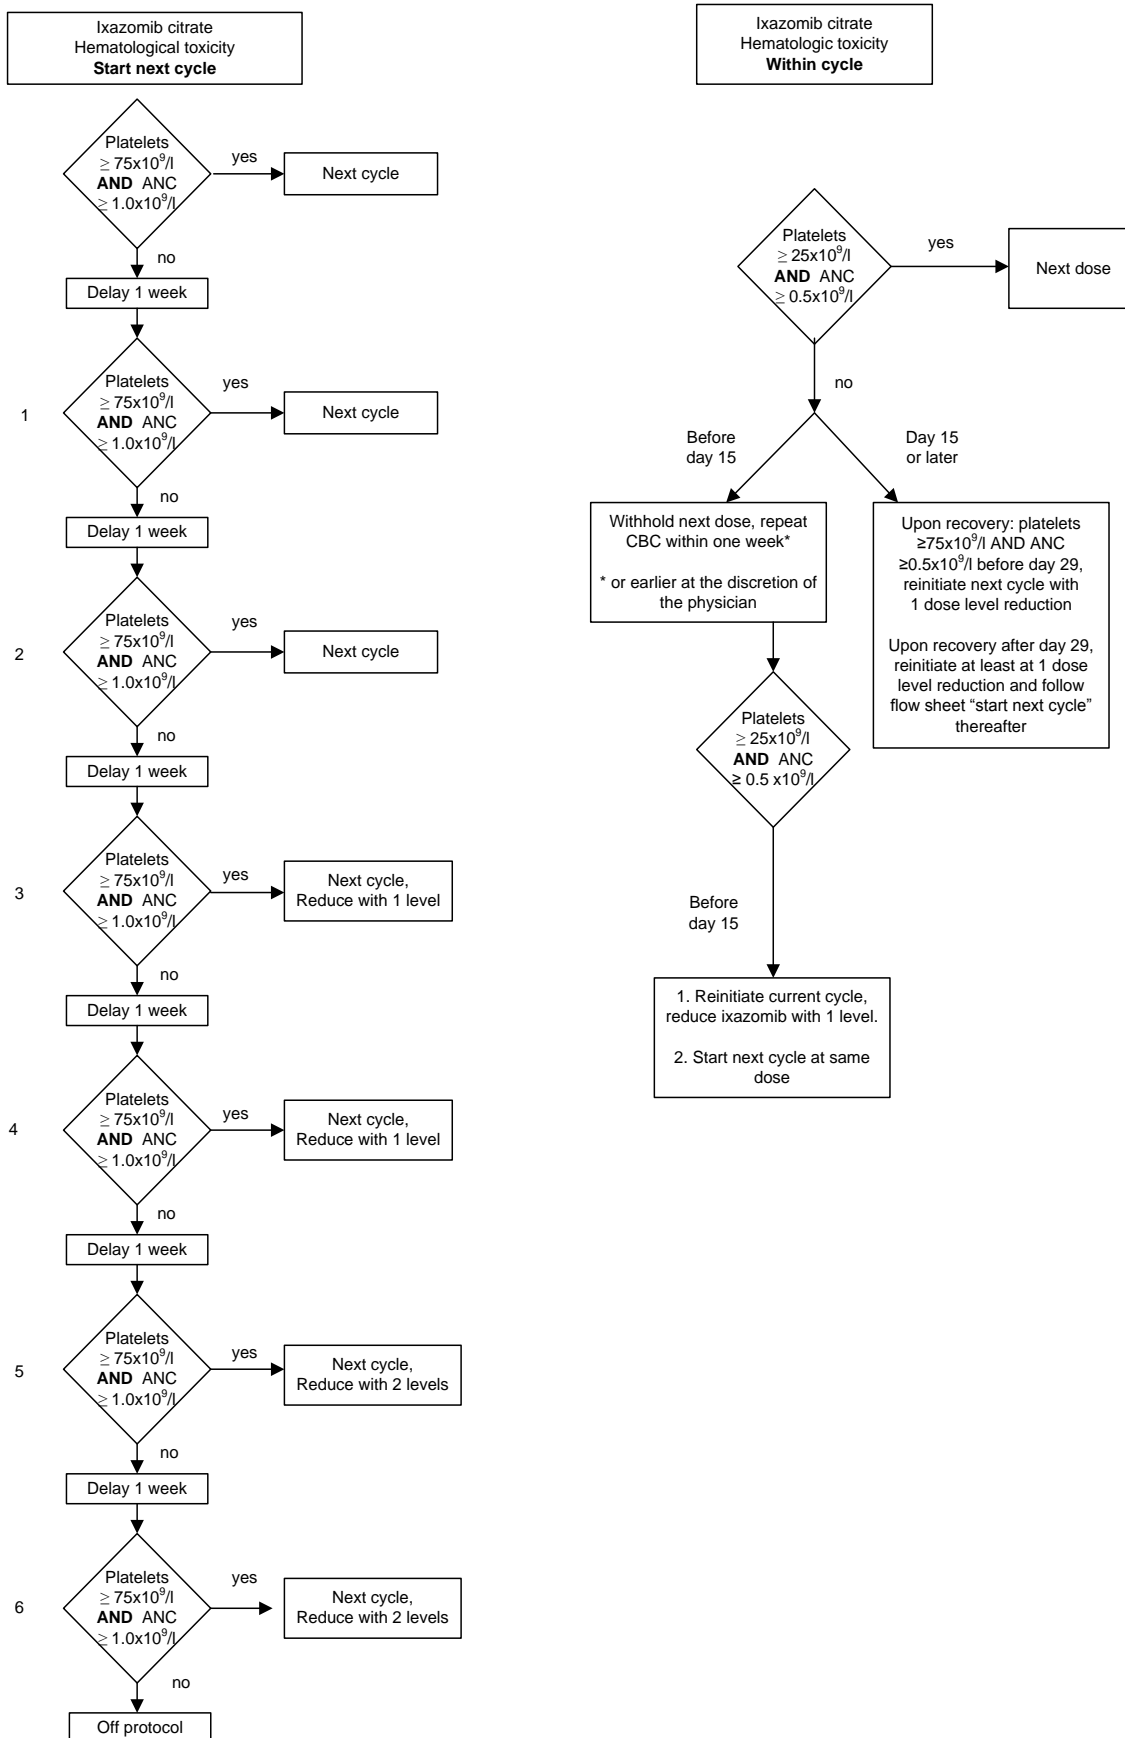 Ixazomib citrate
Hematological toxicity
Start next cycle
Platelets
≥ 75x10⁹/l
AND ANC
≥ 1.0x10⁹/l
yes
Next cycle
no
Delay 1 week
1
Platelets
≥ 75x10⁹/l
AND ANC
≥ 1.0x10⁹/l
yes
Next cycle
no
Delay 1 week
2
Platelets
≥ 75x10⁹/l
AND ANC
≥ 1.0x10⁹/l
yes
Next cycle
no
Delay 1 week
3
Platelets
≥ 75x10⁹/l
AND ANC
≥ 1.0x10⁹/l
yes
Next cycle,
Reduce with 1 level
no
Delay 1 week
4
Platelets
≥ 75x10⁹/l
AND ANC
≥ 1.0x10⁹/l
yes
Next cycle,
Reduce with 1 level
no
Delay 1 week
5
Platelets
≥ 75x10⁹/l
AND ANC
≥ 1.0x10⁹/l
yes
Next cycle,
Reduce with 2 levels
no
Delay 1 week
6
Platelets
≥ 75x10⁹/l
AND ANC
≥ 1.0x10⁹/l
yes
Next cycle,
Reduce with 2 levels
no
Off protocol
Ixazomib citrate
Hematologic toxicity
Within cycle
Platelets
≥ 25x10⁹/l
AND ANC
≥ 0.5x10⁹/l
yes
Next dose
no
Before
day 15
Day 15
or later
Withhold next dose, repeat
CBC within one week*
* or earlier at the discretion of
the physician
Upon recovery: platelets
≥75x10⁹/l AND ANC
≥0.5x10⁹/l before day 29,
reinitiate next cycle with
1 dose level reduction
Upon recovery after day 29,
reinitiate at least at 1 dose
level reduction and follow
flow sheet “start next cycle”
thereafter
Platelets
≥ 25x10⁹/l
AND ANC
≥ 0.5 x10⁹/l
Before
day 15
1. Reinitiate current cycle,
reduce ixazomib with 1 level.
2. Start next cycle at same
dose